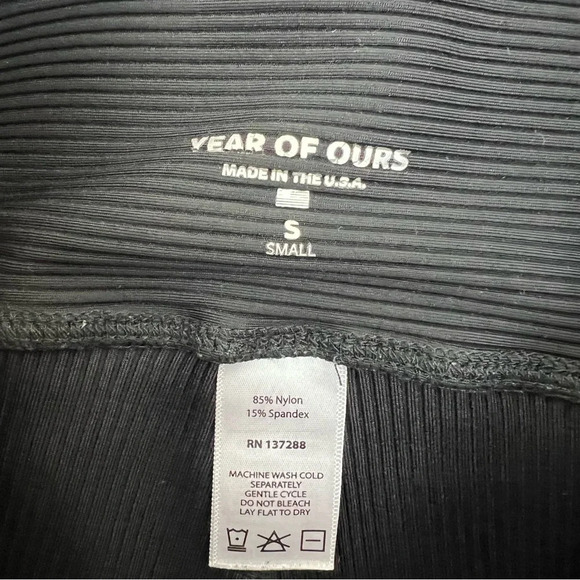 YEAR OF OURS
MADE IN THE U.S.A.
S
SMALL
85% Nylon
15% Spandex
RN 137288
MACHINE WASH COLD
SEPARATELY
GENTLE CYCLE
DO NOT BLEACH
LAY FLAT TO DRY